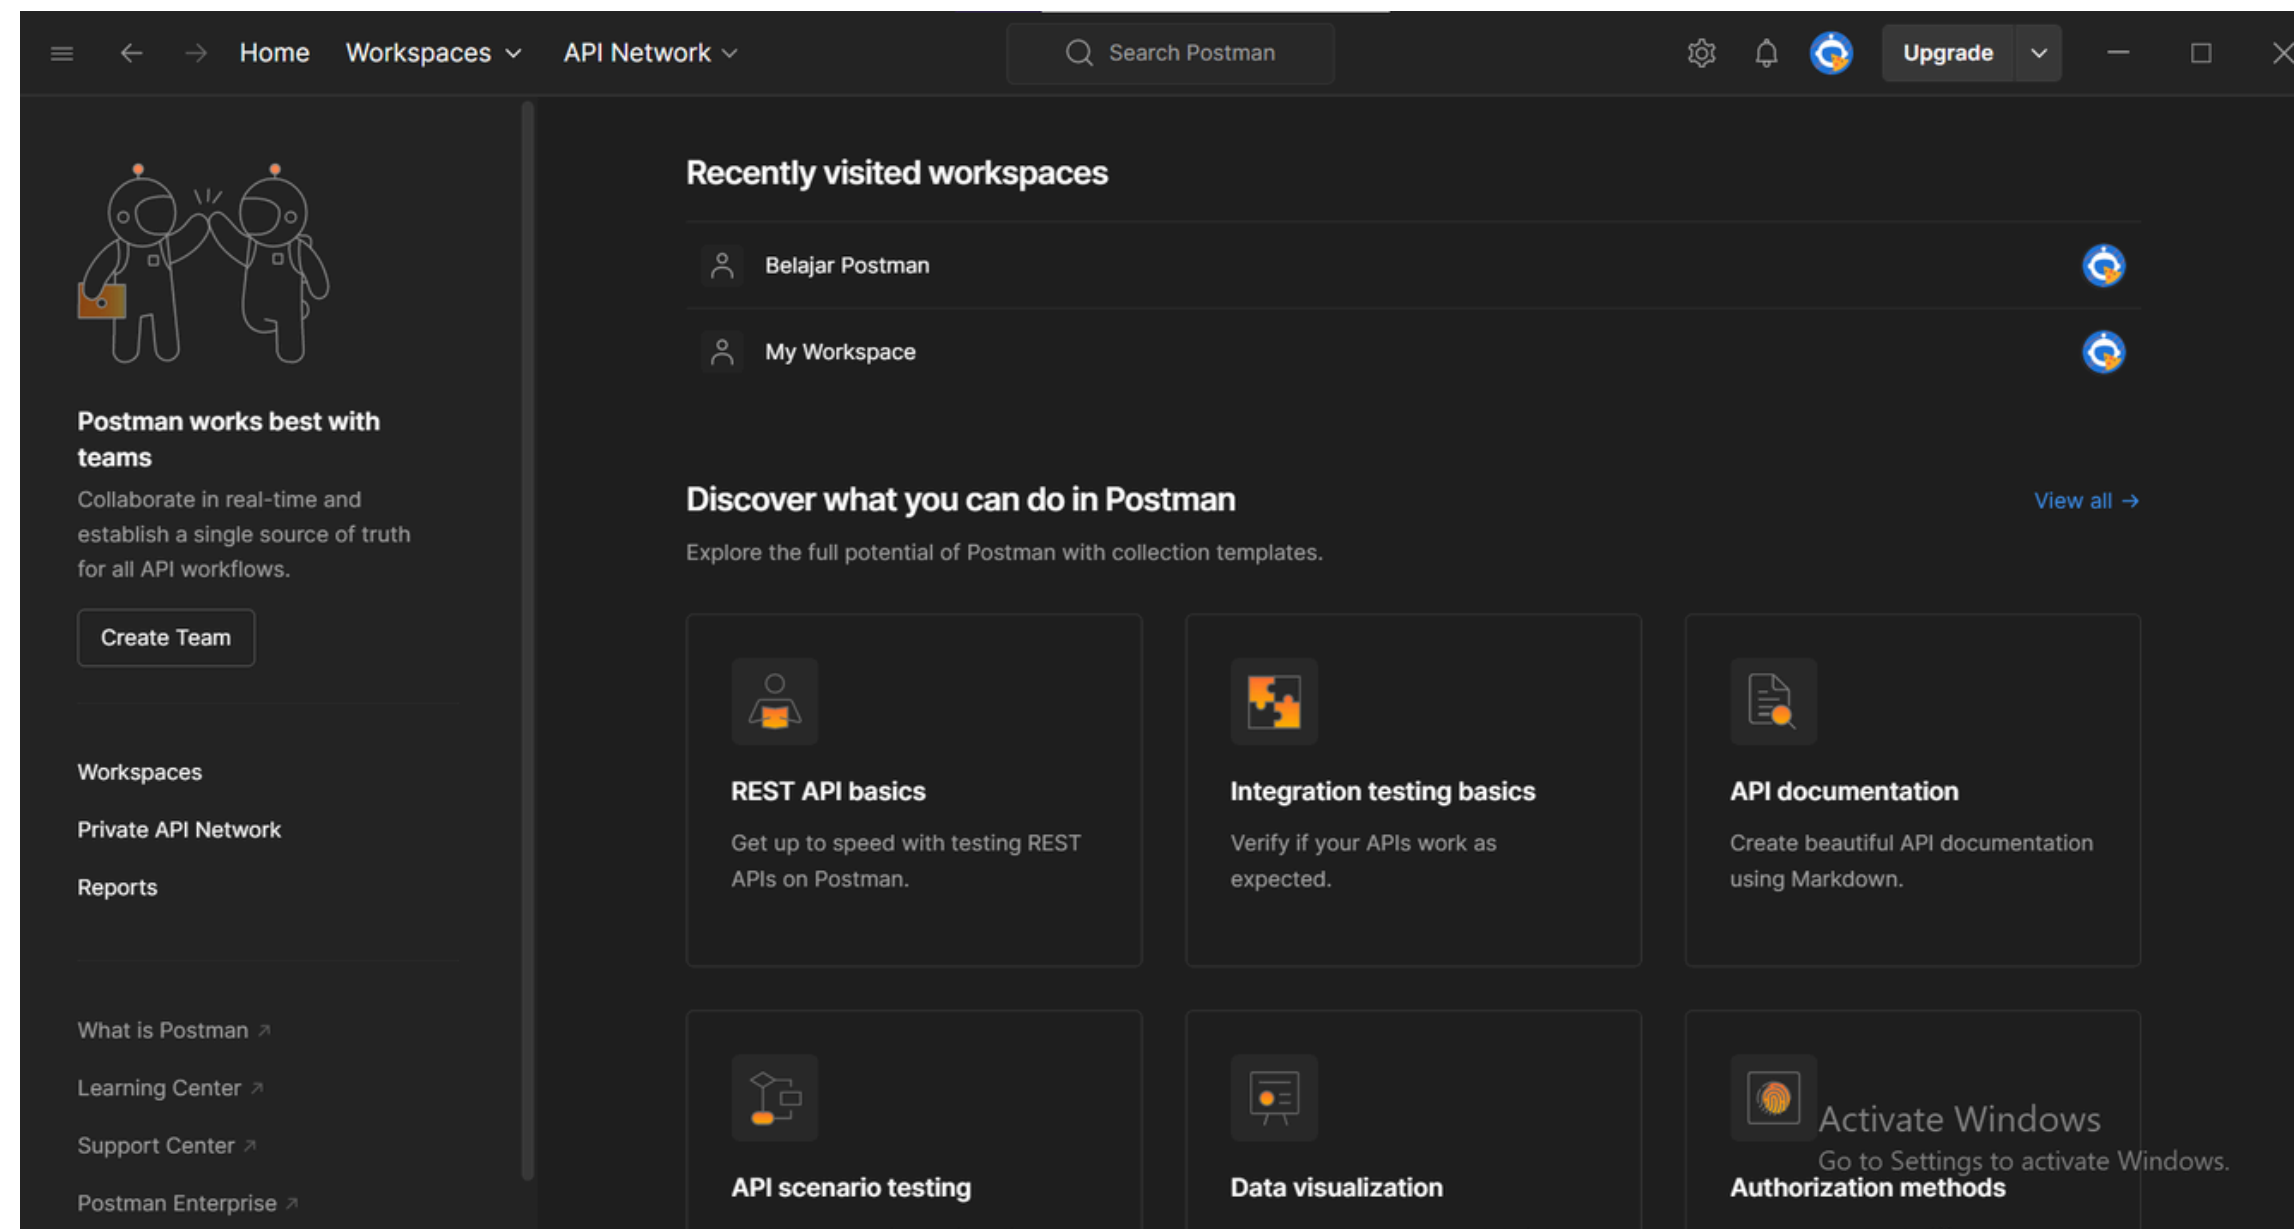 Home Workspaces API Network Search Postman Upgrade
Postman works best with
teams
Collaborate in real-time and
establish a single source of truth
for all API workflows.
Create Team
Workspaces
Private API Network
Reports
What is Postman
Learning Center
Support Center
Postman Enterprise
Recently visited workspaces
Belajar Postman
My Workspace
Discover what you can do in Postman
View all →
Explore the full potential of Postman with collection templates.
REST API basics
Get up to speed with testing REST
APIs on Postman.
Integration testing basics
Verify if your APIs work as
expected.
API documentation
Create beautiful API documentation
using Markdown.
API scenario testing
Data visualization
Authorization methods
Activate Windows
Go to Settings to activate Windows.